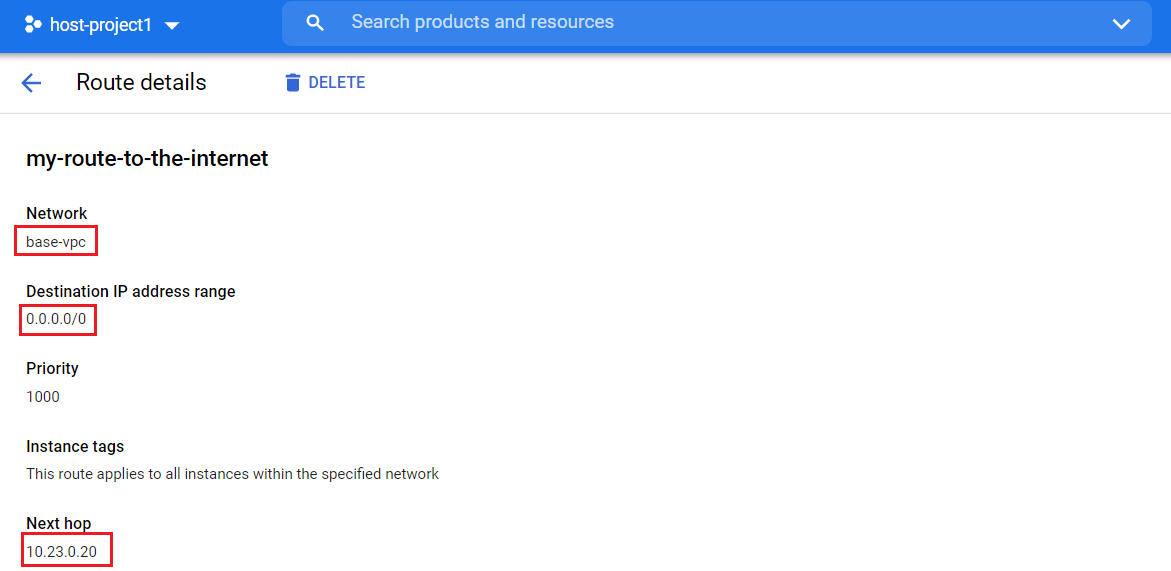 host-project1
Search products and resources
Route details
DELETE
my-route-to-the-internet
Network
base-vpc
Destination IP address range
0.0.0.0/0
Priority
1000
Instance tags
This route applies to all instances within the specified network
Next hop
10.23.0.20